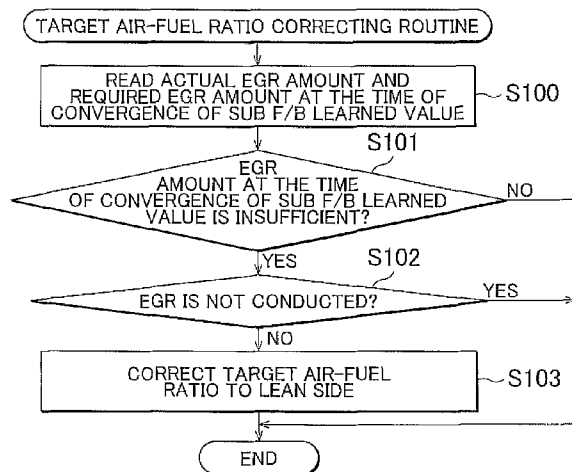 TARGET AIR-FUEL RATIO CORRECTING ROUTINE
READ ACTUAL EGR AMOUNT AND
REQUIRED EGR AMOUNT AT THE TIME OF
CONVERGENCE OF SUB F/B LEARNED VALUE
S100
S101
EGR
AMOUNT AT THE TIME
OF CONVERGENCE OF SUB F/B LEARNED
VALUE IS INSUFFICIENT?
NO
YES
S102
EGR IS NOT CONDUCTED?
YES
NO
CORRECT TARGET AIR-FUEL
RATIO TO LEAN SIDE
S103
END